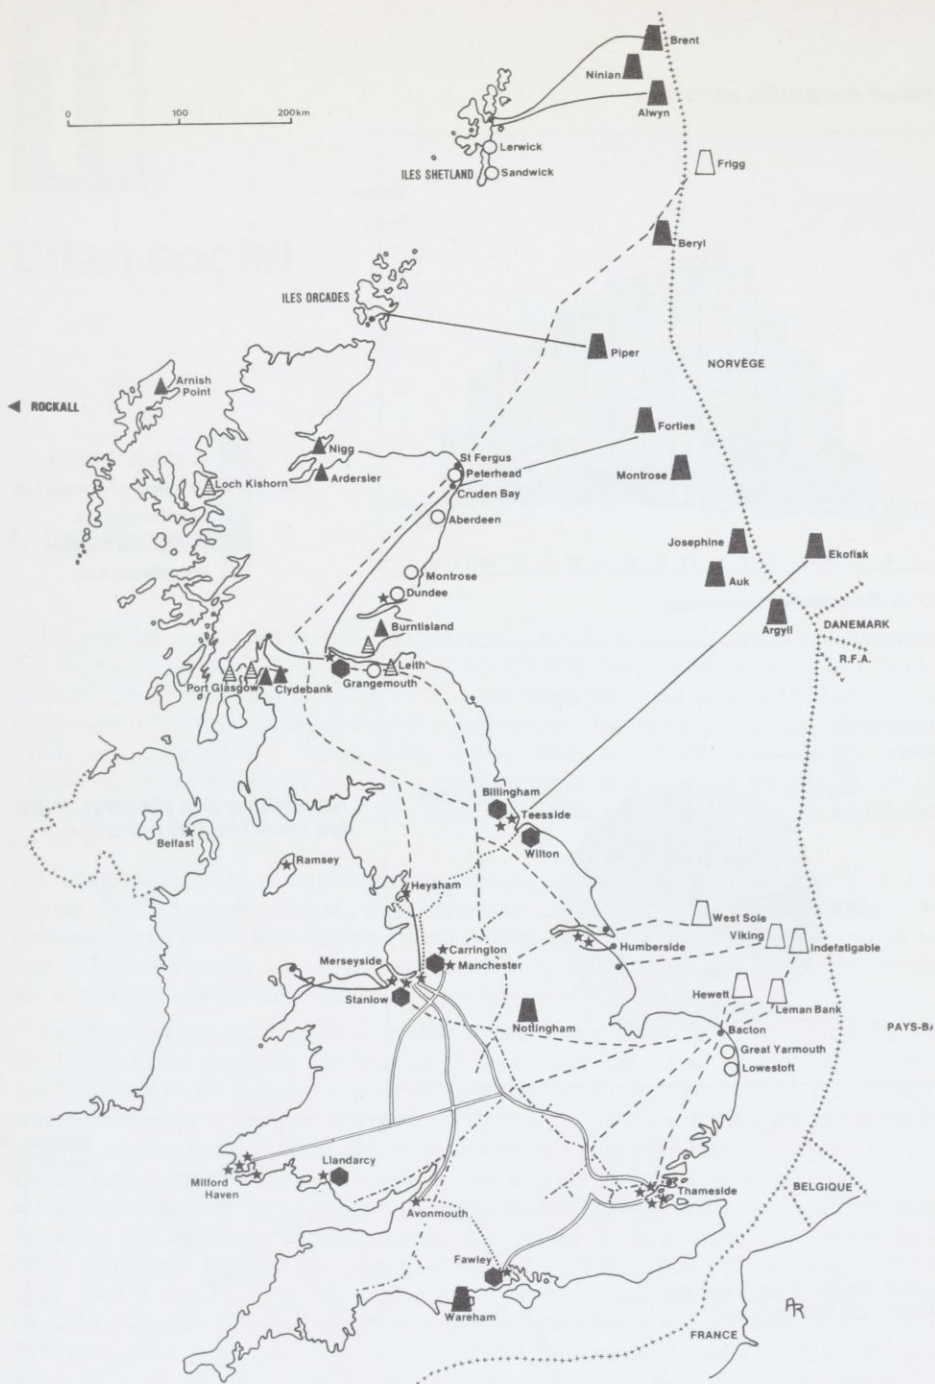 Brent
Ninian
0 100 200km
Alwyn
Lerwick
ILES SHETLAND
Sandwick
Frigg
Beryl
ILES ORCADES
Piper
NORVÈGE
Arnish
Point
ROCKALL
Forties
Nigg
St Fergus
Peterhead
Montrose
Loch Kishorn
Ardersier
Cruden Bay
Aberdeen
Josephine
Ekofisk
Montrose
Auk
Dundee
Argyll
Burntisland
DANEMARK
R.F.A.
Leith
Port Glasgow
Clydebank
Grangemouth
Billingham
Teesside
Belfast
Wilton
Ramsey
Heysham
West Sole
Viking
Humberside
Indefatigable
Carrington
Merseyside
Manchester
Stanlow
Hewett
Leman Bank
Nottingham
Bacton
PAYS-BA
Great Yarmouth
Lowestoft
Llandarcy
Milford
Haven
Thameside
BELGIQUE
Avonmouth
Fawley
Wareham
FRANCE
AR